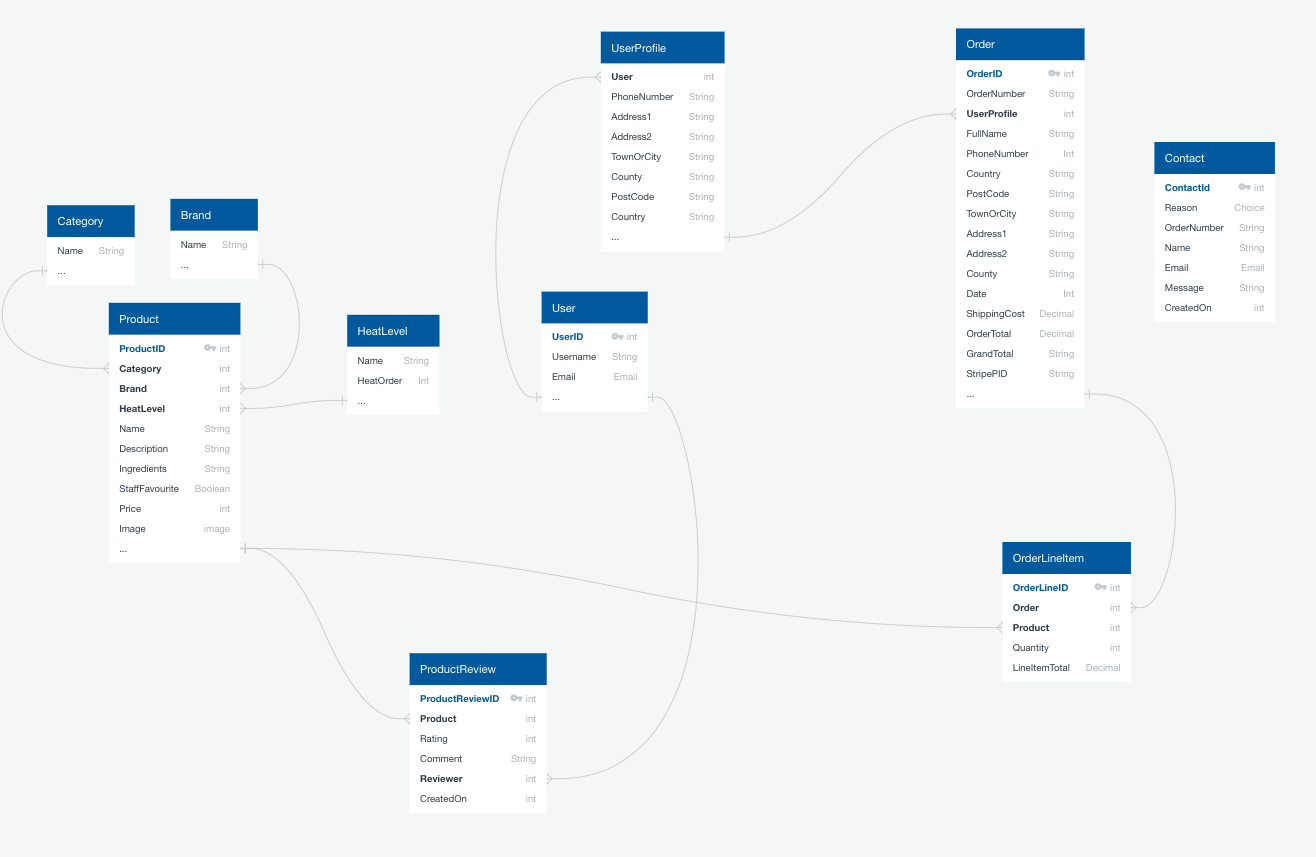 UserProfile
User int
PhoneNumber String
Address1 String
Address2 String
TownOrCity String
County String
PostCode String
Country String
...
Order
OrderID int
OrderNumber String
UserProfile int
FullName String
PhoneNumber Int
Country String
PostCode String
TownOrCity String
Address1 String
Address2 String
County String
Date Int
ShippingCost Decimal
OrderTotal Decimal
GrandTotal String
StripePID String
...
Contact
ContactId int
Reason Choice
OrderNumber String
Name String
Email Email
Message String
CreatedOn int
Category
Name String
...
Brand
Name String
...
Product
ProductID int
Category int
Brand int
HeatLevel int
Name String
Description String
Ingredients String
StaffFavourite Boolean
Price int
Image image
...
HeatLevel
Name String
HeatOrder Int
...
User
UserID int
Username String
Email Email
...
OrderLineItem
OrderLineID int
Order int
Product int
Quantity int
LineItemTotal Decimal
ProductReview
ProductReviewID int
Product int
Rating int
Comment String
Reviewer int
CreatedOn int